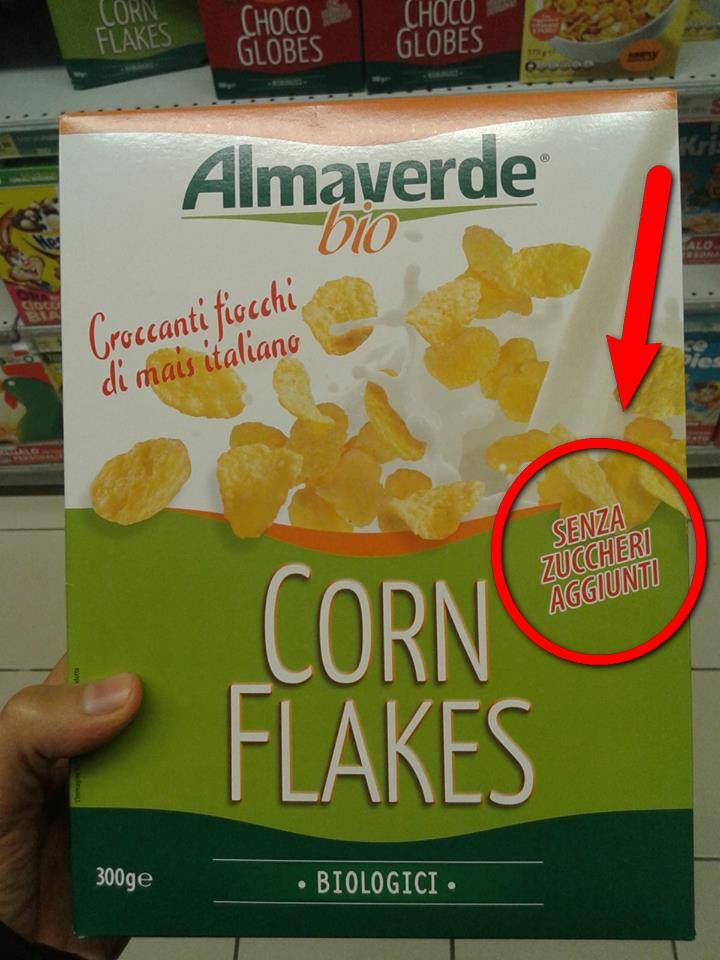 CORN
FLAKES
CHOCO
GLOBES
• BIOLOGICI •
CHOCO
GLOBES
Almaverde®
bio
Croccanti fiocchi
di mais italiano
SENZA
ZUCCHERI
AGGIUNTI
CORN
FLAKES
300g℮
• BIOLOGICI •